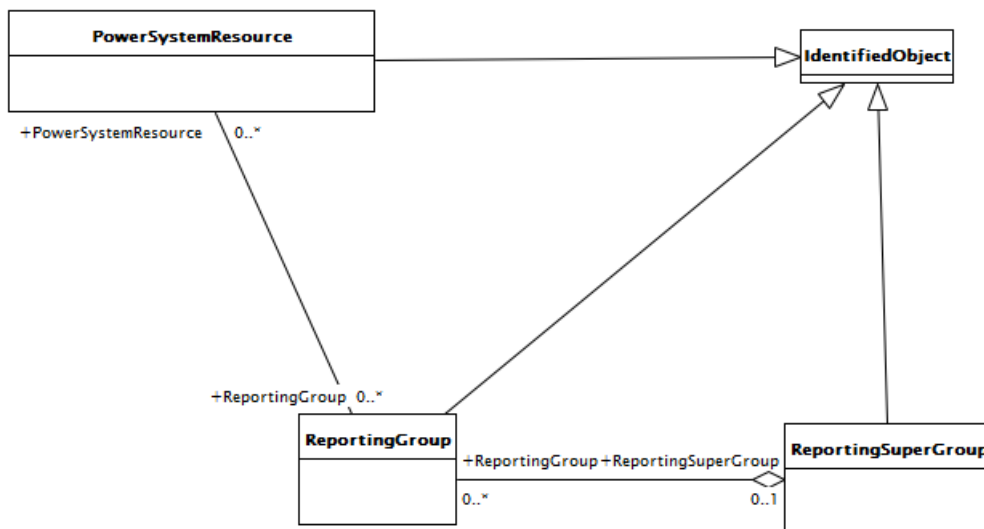 PowerSystemResource
IdentifiedObject
+PowerSystemResource 0..*
+ReportingGroup 0..*
ReportingGroup
+ReportingGroup+ReportingSuperGroup
ReportingSuperGroup
0..* 0..1